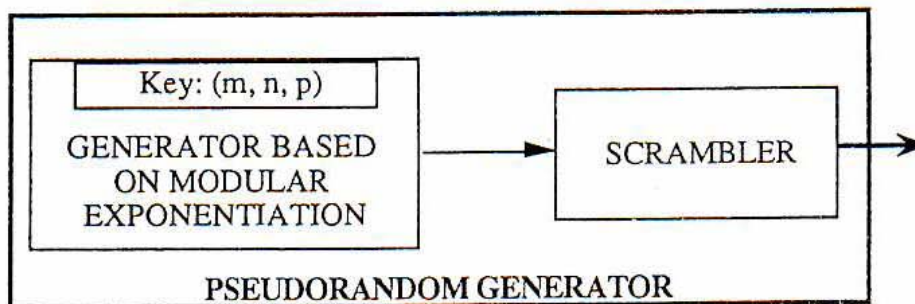 Key: (m, n, p)
GENERATOR BASED
ON MODULAR
EXPONENTIATION
SCRAMBLER
PSEUDORANDOM GENERATOR